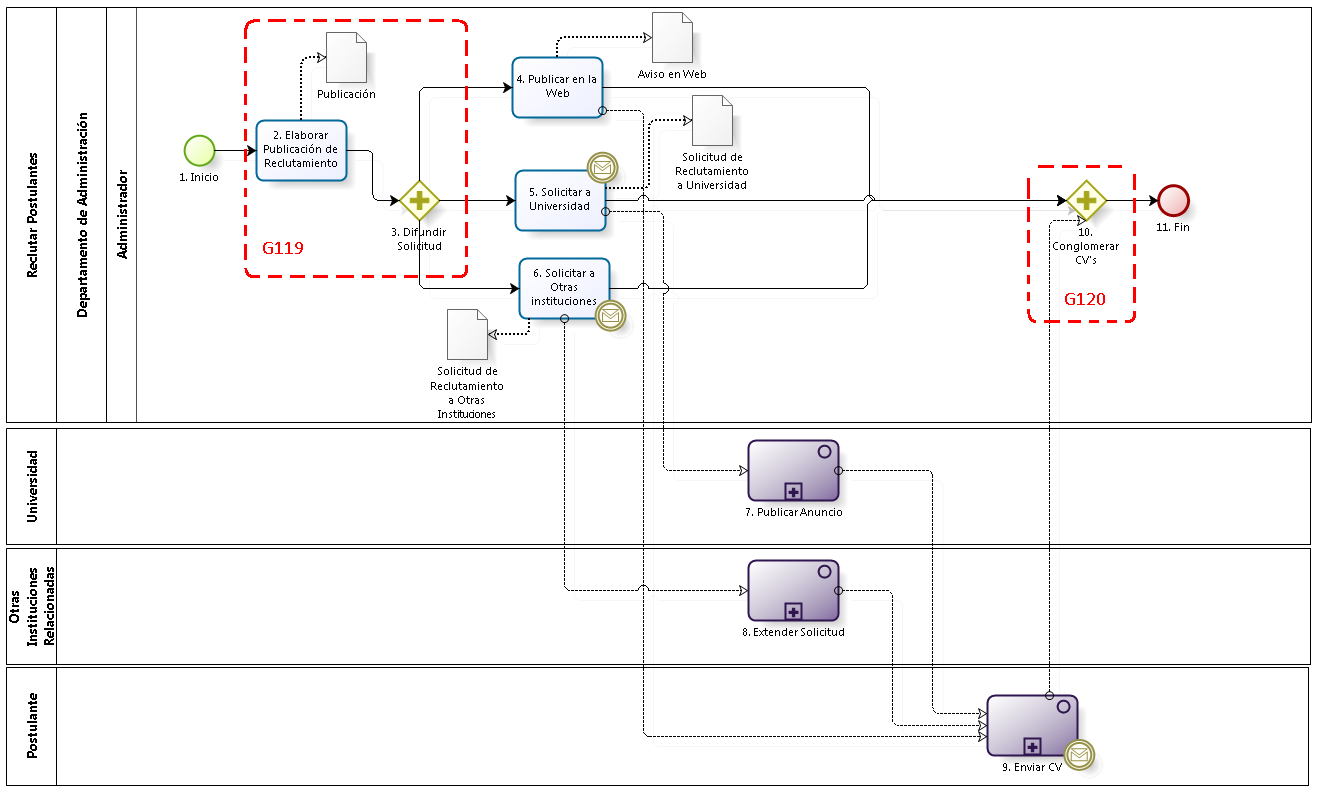 Reclutar Postulantes
Departamento de Administración
Administrador
1. Inicio
2. Elaborar
Publicación de
Reclutamiento
Publicación
G119
3. Difundir
Solicitud
4. Publicar en la
Web
Aviso en Web
5. Solicitar a
Universidad
Solicitud de
Reclutamiento
a Universidad
6. Solicitar a
Otras
instituciones
Solicitud de
Reclutamiento
a Otras
Instituciones
10.
Conglomerar
CV's
G120
11. Fin
Universidad
7. Publicar Anuncio
Otras
Instituciones
Relacionadas
8. Extender Solicitud
Postulante
9. Enviar CV